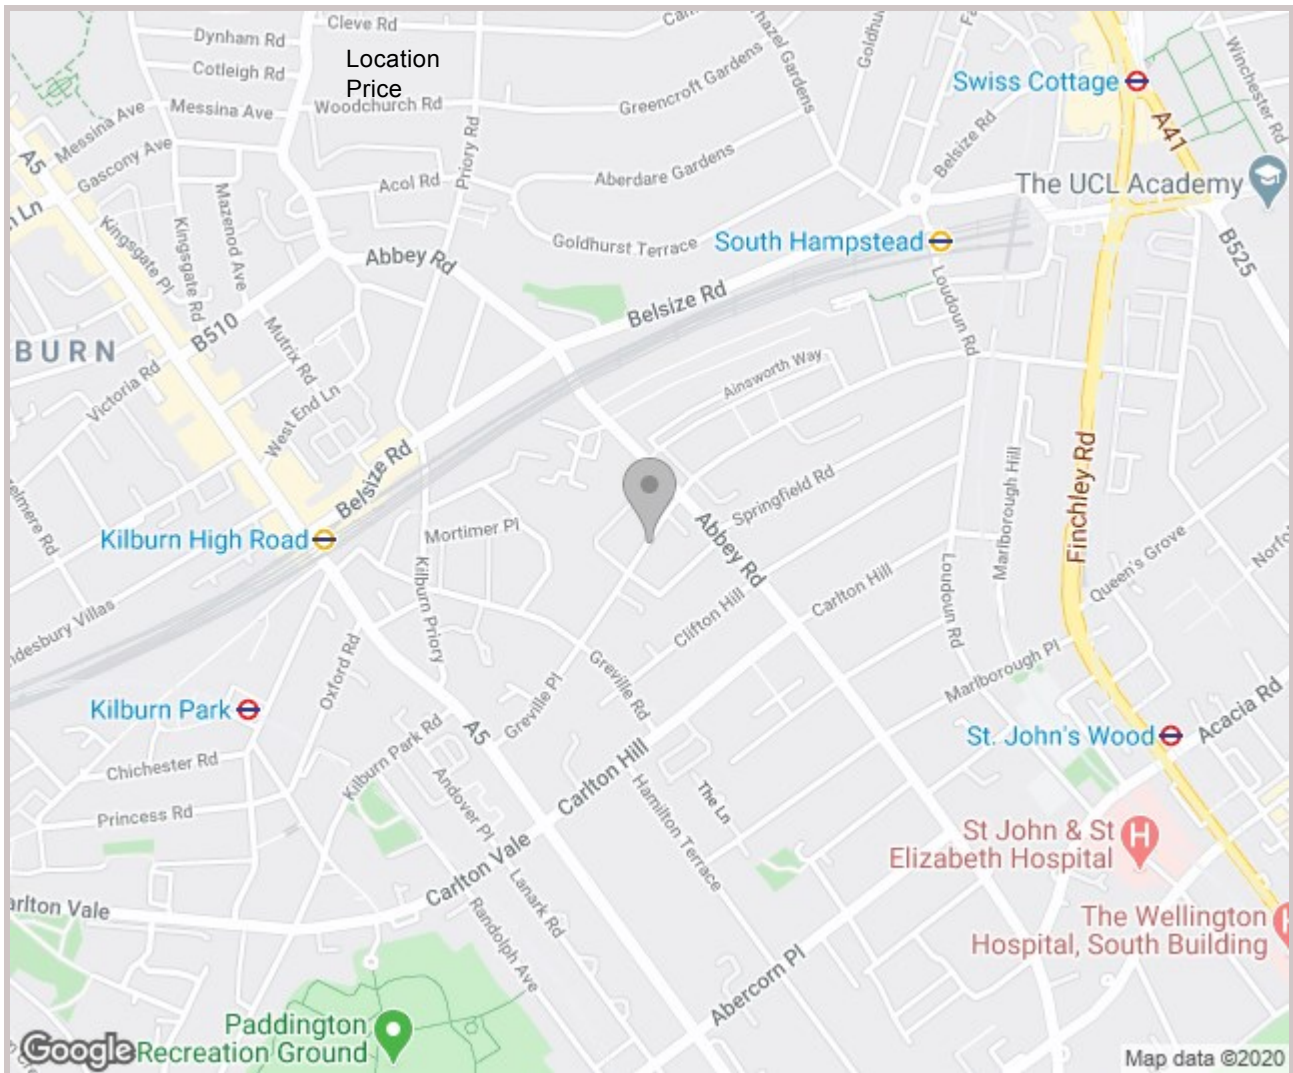 Cleve Rd
Dynham Rd
Location
Price
Cotleigh Rd
Messina Ave
Messina Ave
Woodchurch Rd
Greencroft Gardens
Goldhurst
Winchester Rd
Swiss Cottage
A41
A5
Gascony Ave
Priory Rd
Acol Rd
Aberdare Gardens
Belsize Rd
The UCL Academy
Mazenod Ave
Kingsgate Pl
Kingsgate Rd
Abbey Rd
Goldhurst Terrace
South Hampstead
B525
Loudoun Rd
Belsize Rd
B510
BURN
Mutrix Rd
Victoria Rd
West End Ln
Ainsworth Way
Belsize Rd
Springfield Rd
Marlborough Hill
Finchley Rd
Kilburn High Road
Mortimer Pl
Abbey Rd
Queen's Grove
Kilburn Priory
Carlton Hill
Loudoun Rd
Clifton Hill
Oxford Rd
Greville Rd
Greville Pl
Marlborough Pl
Kilburn Park
A5
St. John's Wood
Acacia Rd
Chichester Rd
Kilburn Park Rd
Carlton Hill
Andover Pl
Hamilton Terrace
The Ln
Princess Rd
St John & St
Elizabeth Hospital
Carlton Vale
Lanark Rd
Randolph Ave
The Wellington
Hospital, South Building
Abercorn Pl
Paddington
Recreation Ground
Google
Map data ©2020